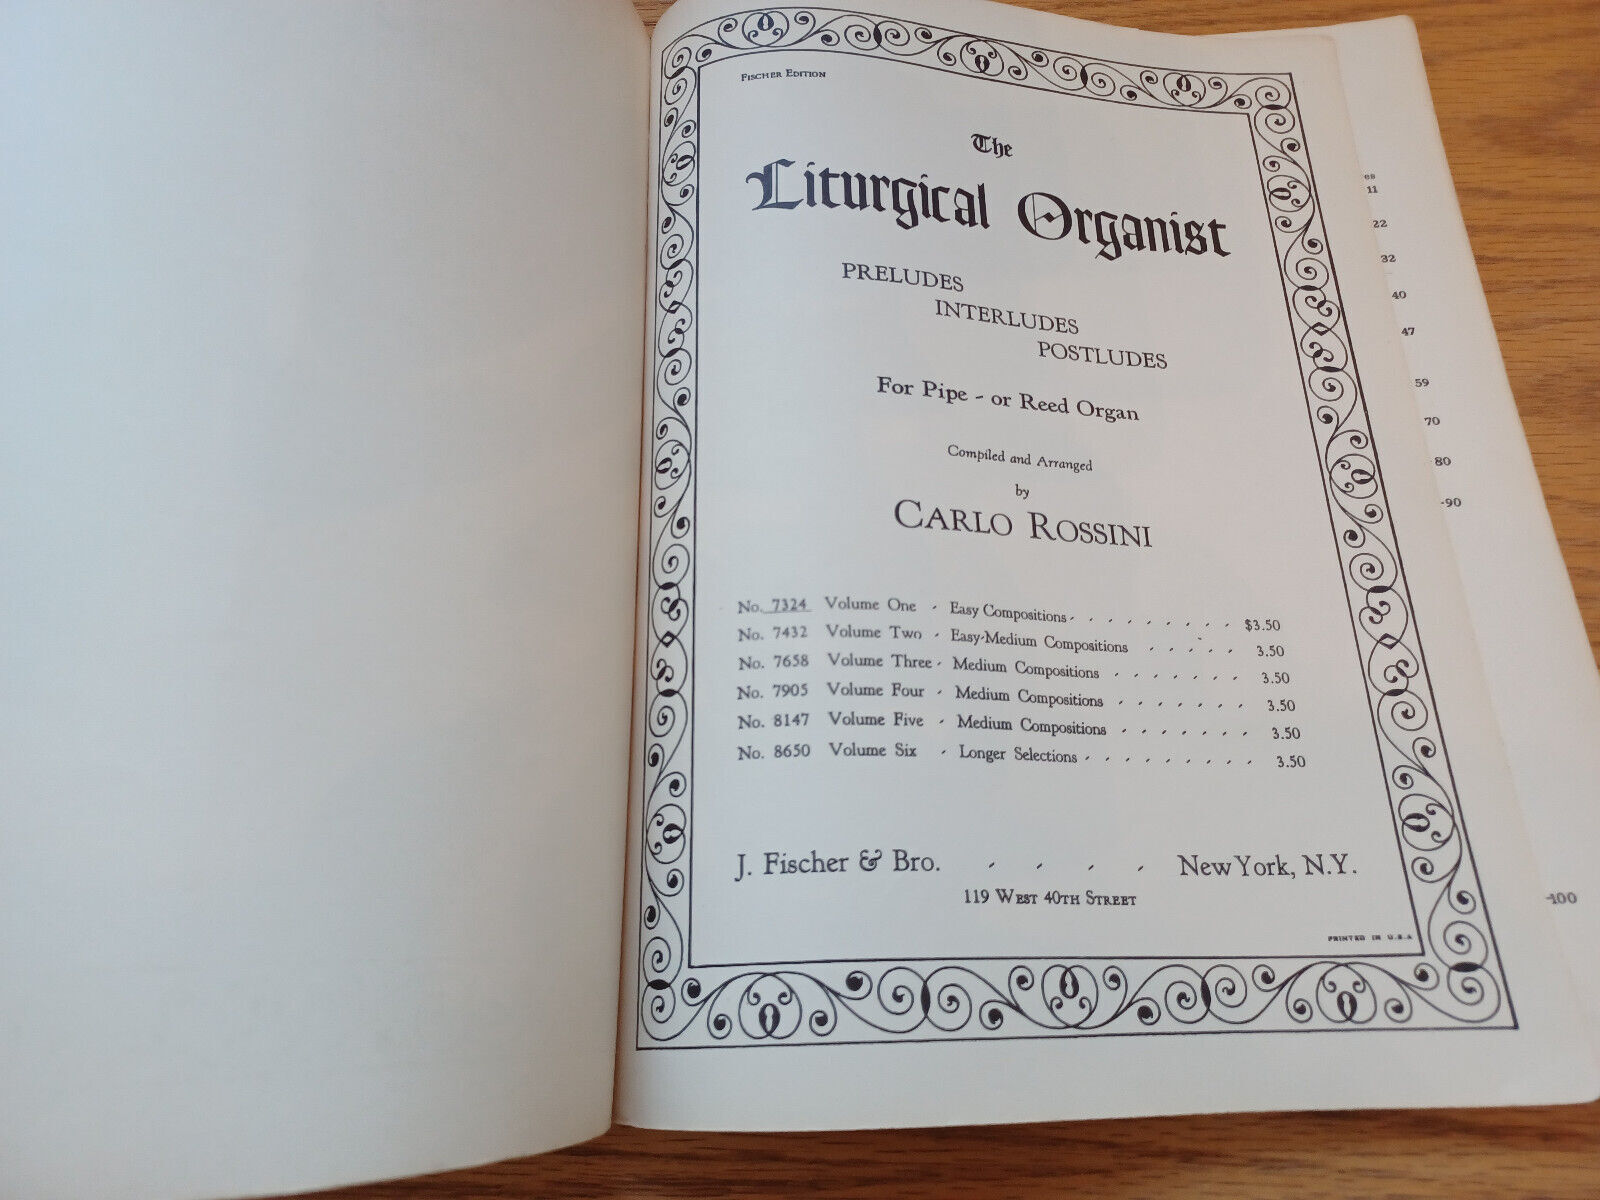 FISCHER EDITION
The
Liturgical Organist
PRELUDES
INTERLUDES
POSTLUDES
For Pipe - or Reed Organ
Compiled and Arranged
by
CARLO ROSSINI
No. 7324 Volume One - Easy Compositions - - - - - - - - - - $3.50
No. 7432 Volume Two - Easy-Medium Compositions - - - - - 3.50
No. 7658 Volume Three - Medium Compositions - - - - - - - 3.50
No. 7905 Volume Four - Medium Compositions - - - - - - - 3.50
No. 8147 Volume Five - Medium Compositions - - - - - - - 3.50
No. 8650 Volume Six - Longer Selections - - - - - - - - - - 3.50
J. Fischer & Bro. - - - - New York, N.Y.
119 WEST 40TH STREET
PRINTED IN U.S.A
es
11
22
32
40
47
59
70
80
-90
-100